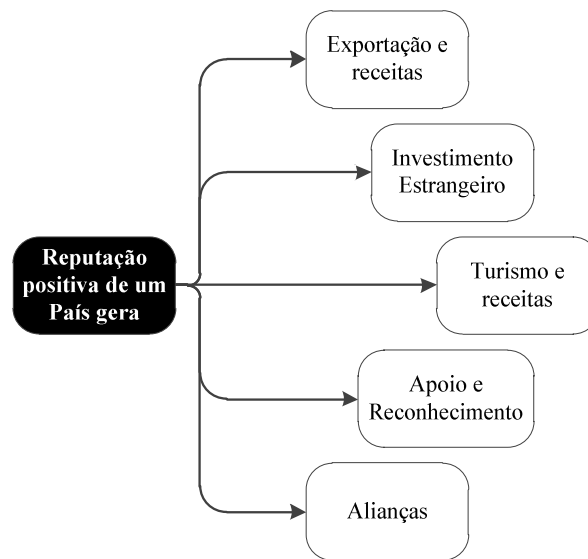 Exportação e
receitas
Investimento
Estrangeiro
Reputação
positiva de um
País gera
Turismo e
receitas
Apoio e
Reconhecimento
Alianças